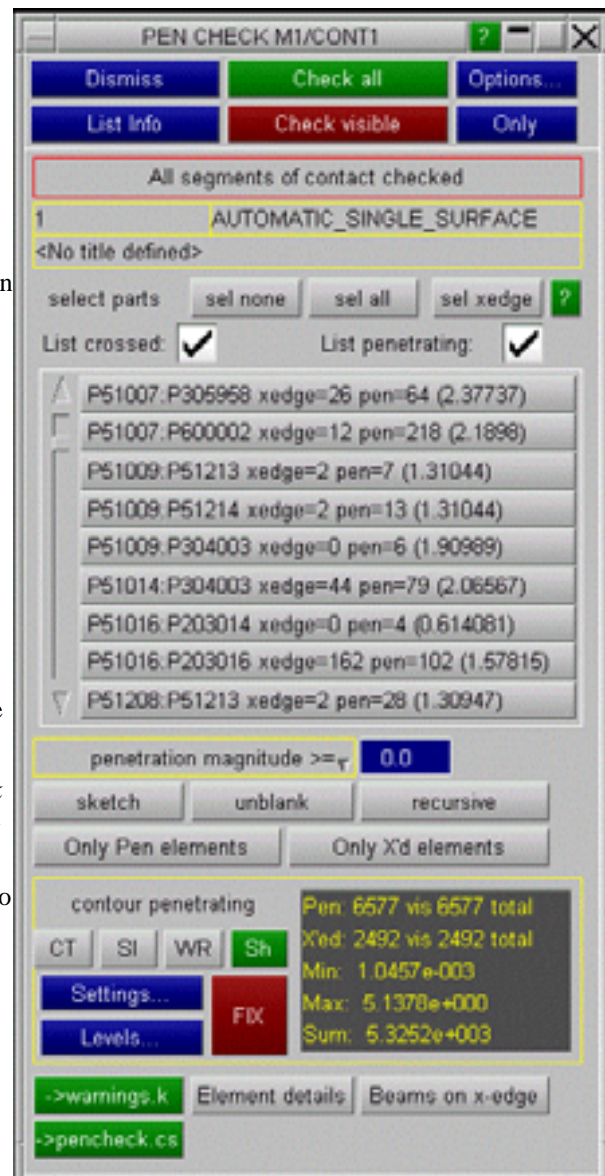 PEN CHECK M1/CONT1 ?
Dismiss Check all Options...
List Info Check visible Only
All segments of contact checked
1 AUTOMATIC_SINGLE_SURFACE
<No title defined>
n
select parts sel none sel all sel xedge ?
List crossed: List penetrating:
P51007:P305958 xedge=26 pen=64 (2.37737)
P51007:P600002 xedge=12 pen=218 (2.1898)
P51009:P51213 xedge=2 pen=7 (1.31044)
P51009:P51214 xedge=2 pen=13 (1.31044)
P51009:P304003 xedge=0 pen=6 (1.90989)
P51014:P304003 xedge=44 pen=79 (2.06567)
P51016:P203014 xedge=0 pen=4 (0.614081)
P51016:P203016 xedge=162 pen=102 (1.57815)
e
P51208:P51213 xedge=2 pen=28 (1.30947)
penetration magnitude >= 0.0
sketch unblank recursive
Only Pen elements Only X'd elements
o
contour penetrating
CT SI WR Sh
Settings...
Levels...
FIX
Pen: 6577 vis 6577 total
X'ed: 2492 vis 2492 total
Min: 1.0457e-003
Max: 5.1378e+000
Sum: 5.3252e+003
->warnings.k Element details Beams on x-edge
->pencheck.cs